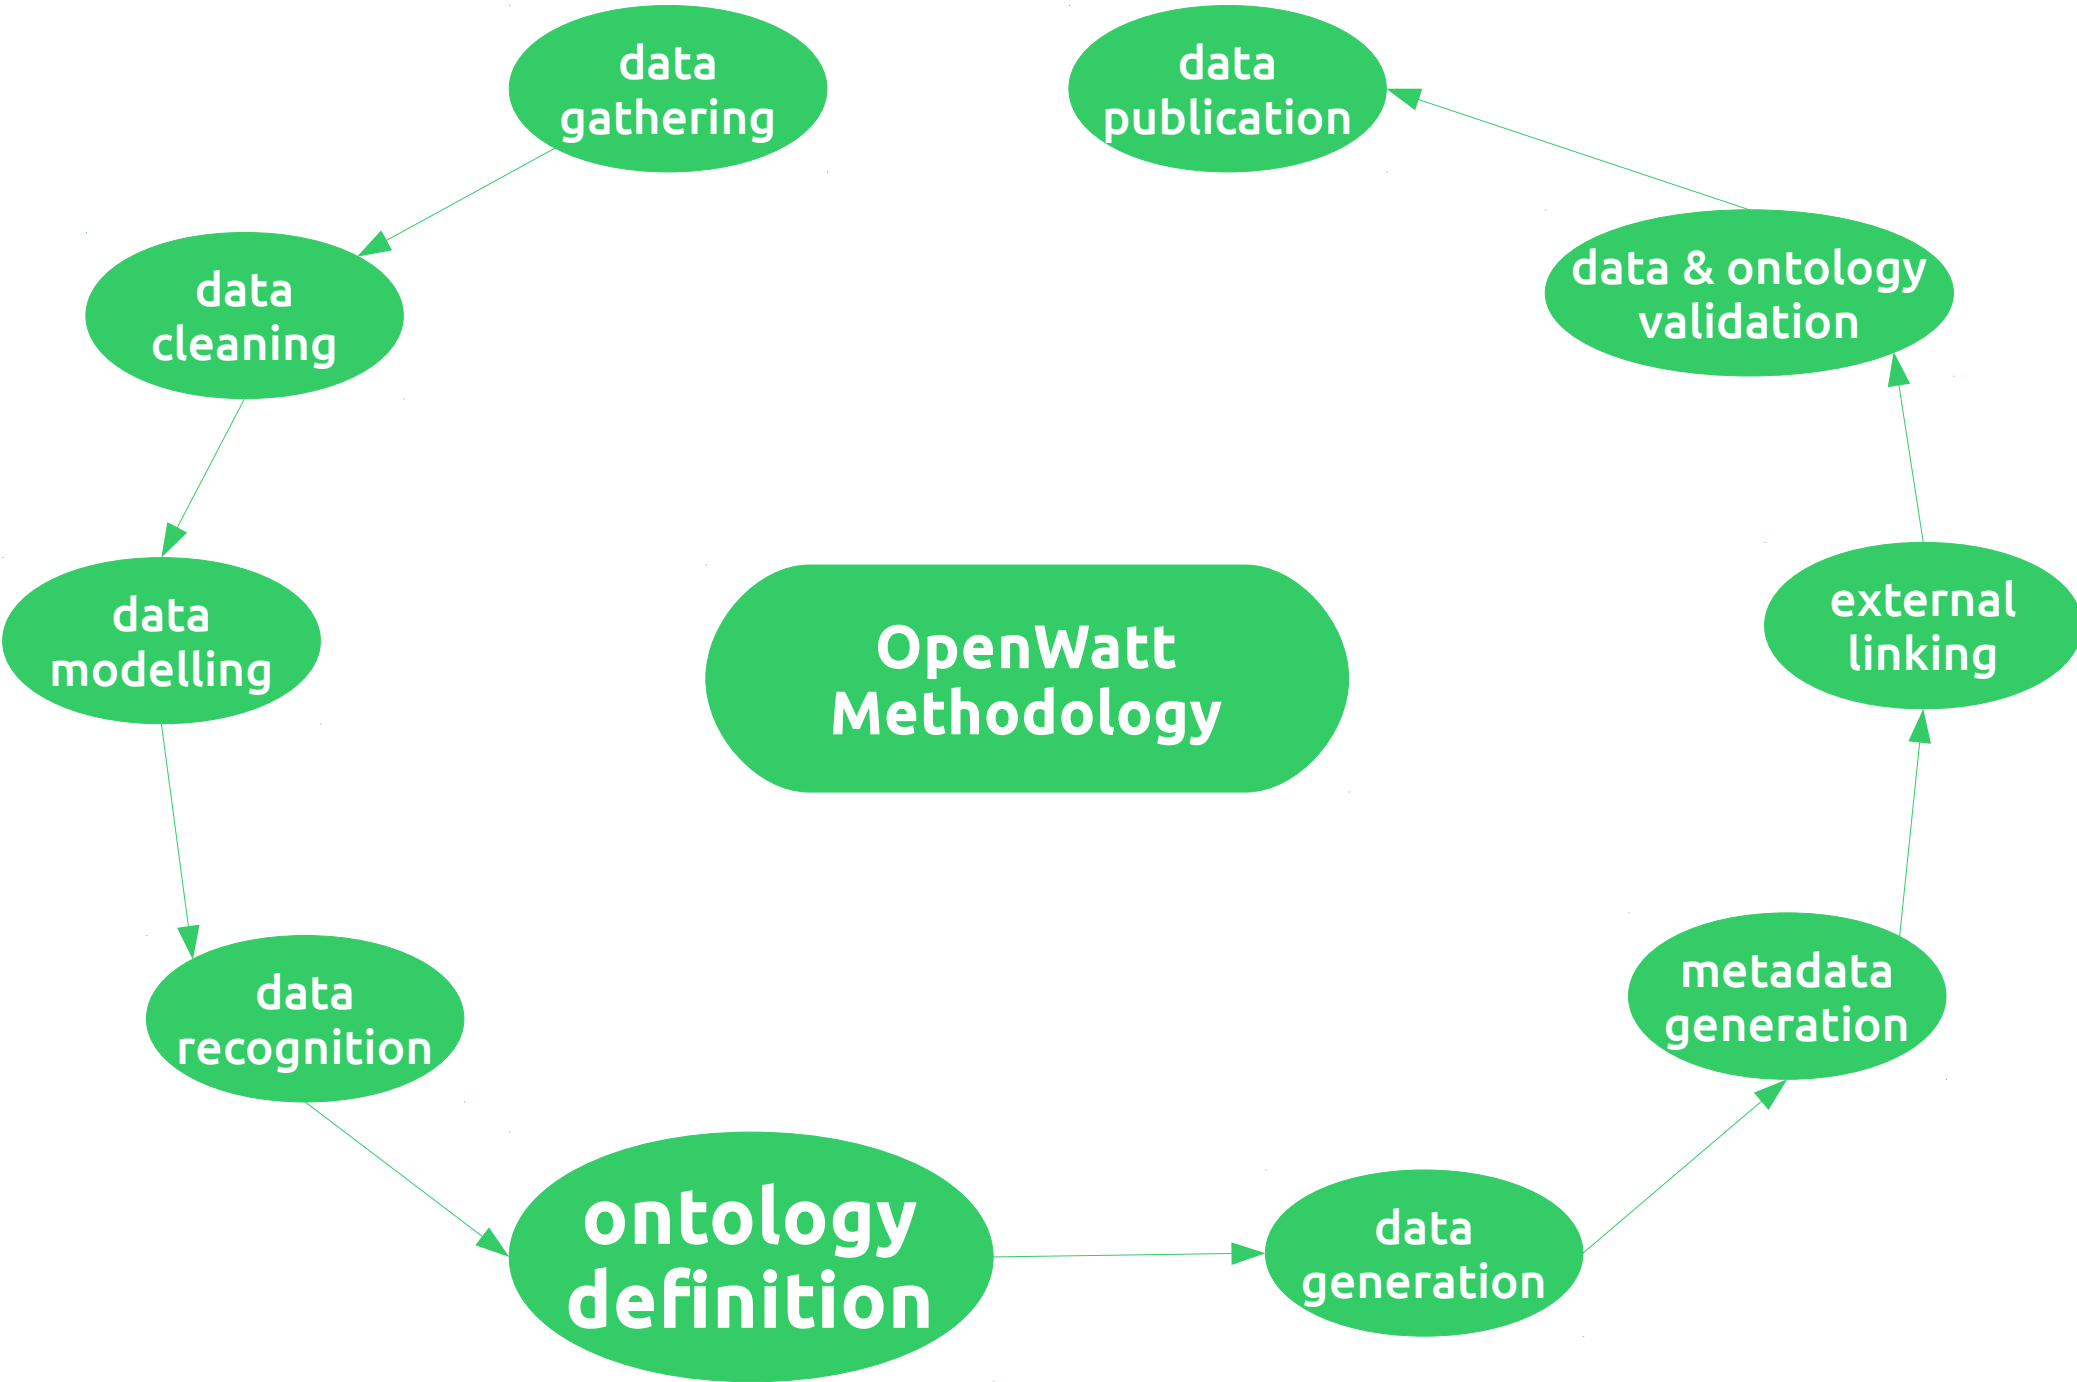 data
gathering
data
cleaning
data
modelling
data
recognition
ontology
definition
data
generation
metadata
generation
external
linking
data & ontology
validation
data
publication
OpenWatt
Methodology